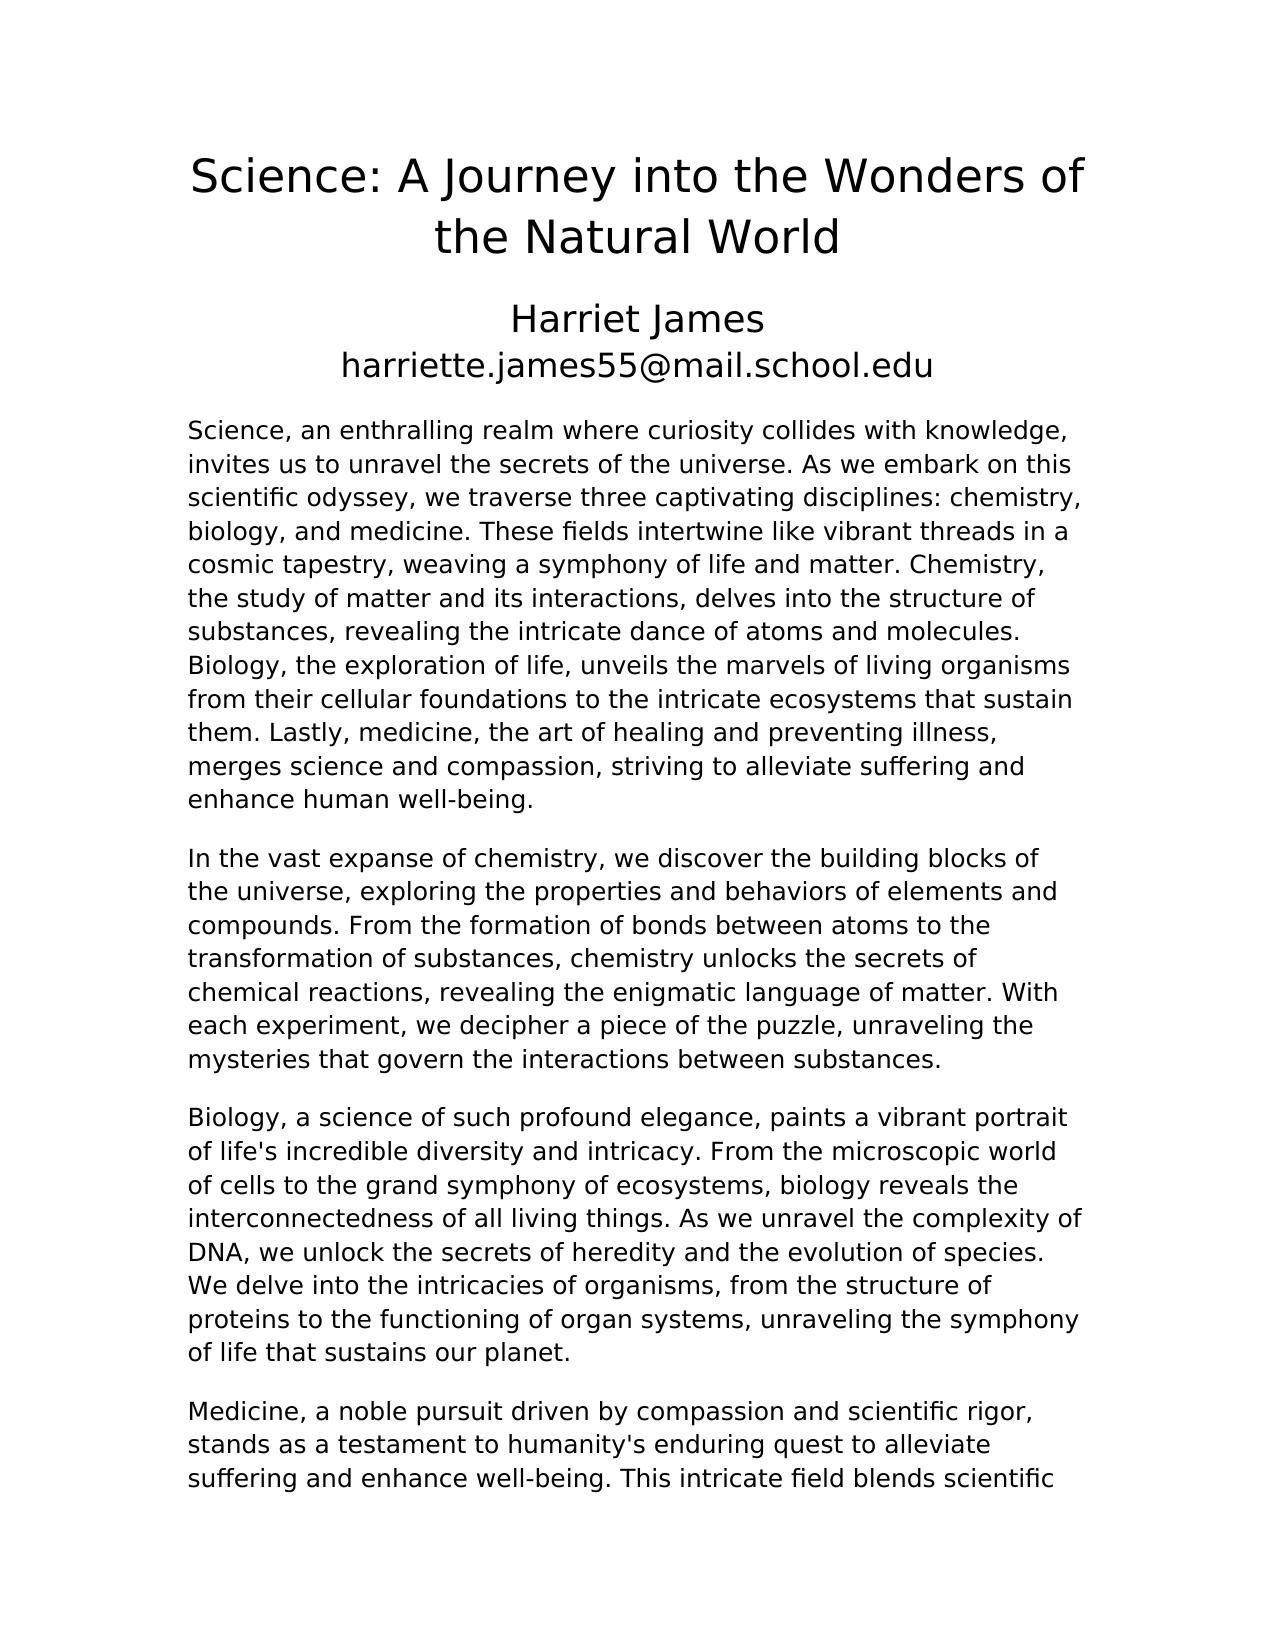 Science: A Journey into the Wonders of
the Natural World
Harriet James
harriette.james55@mail.school.edu
Science, an enthralling realm where curiosity collides with knowledge,
invites us to unravel the secrets of the universe. As we embark on this
scientific odyssey, we traverse three captivating disciplines: chemistry,
biology, and medicine. These fields intertwine like vibrant threads in a
cosmic tapestry, weaving a symphony of life and matter. Chemistry,
the study of matter and its interactions, delves into the structure of
substances, revealing the intricate dance of atoms and molecules.
Biology, the exploration of life, unveils the marvels of living organisms
from their cellular foundations to the intricate ecosystems that sustain
them. Lastly, medicine, the art of healing and preventing illness,
merges science and compassion, striving to alleviate suffering and
enhance human well-being.
In the vast expanse of chemistry, we discover the building blocks of
the universe, exploring the properties and behaviors of elements and
compounds. From the formation of bonds between atoms to the
transformation of substances, chemistry unlocks the secrets of
chemical reactions, revealing the enigmatic language of matter. With
each experiment, we decipher a piece of the puzzle, unraveling the
mysteries that govern the interactions between substances.
Biology, a science of such profound elegance, paints a vibrant portrait
of life's incredible diversity and intricacy. From the microscopic world
of cells to the grand symphony of ecosystems, biology reveals the
interconnectedness of all living things. As we unravel the complexity of
DNA, we unlock the secrets of heredity and the evolution of species.
We delve into the intricacies of organisms, from the structure of
proteins to the functioning of organ systems, unraveling the symphony
of life that sustains our planet.
Medicine, a noble pursuit driven by compassion and scientific rigor,
stands as a testament to humanity's enduring quest to alleviate
suffering and enhance well-being. This intricate field blends scientific